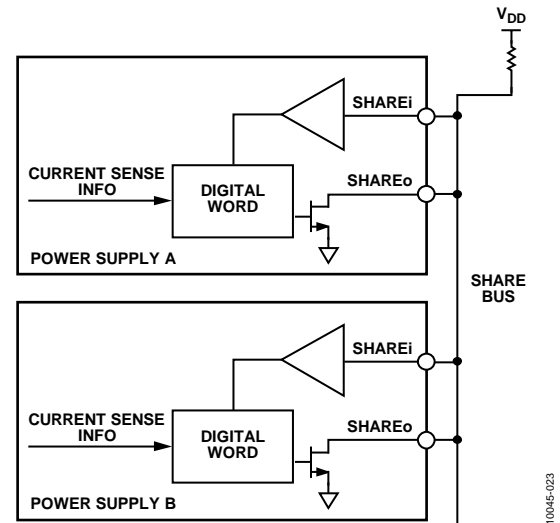 VDD
SHAREi
CURRENT SENSE
INFO
DIGITAL
WORD
SHAREo
POWER SUPPLY A
SHARE
BUS
SHAREi
CURRENT SENSE
INFO
DIGITAL
WORD
SHAREo
POWER SUPPLY B
10045-023